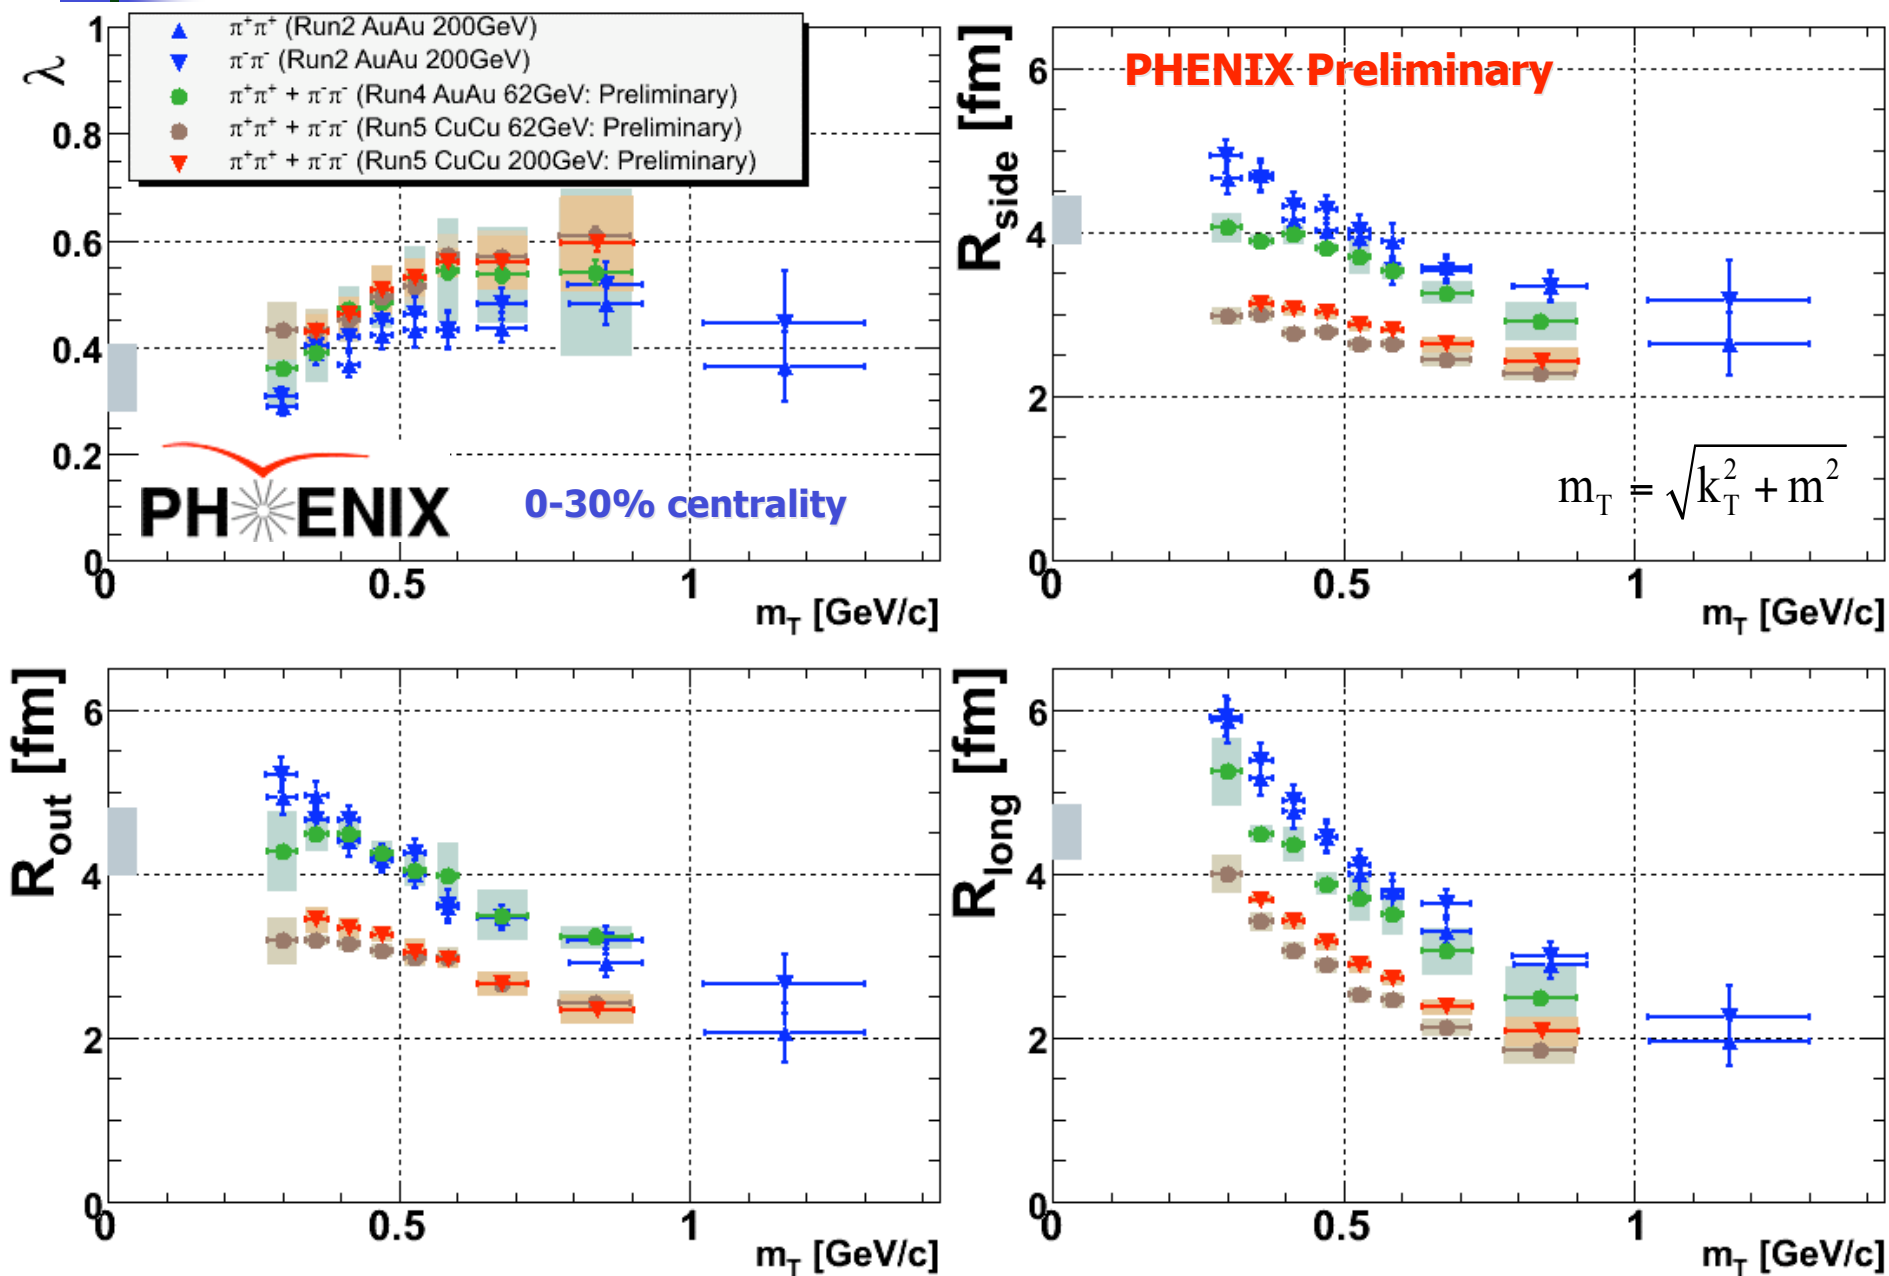 π⁺π⁺ (Run2 AuAu 200GeV)
π⁻π⁻ (Run2 AuAu 200GeV)
π⁺π⁺ + π⁻π⁻ (Run4 AuAu 62GeV: Preliminary)
π⁺π⁺ + π⁻π⁻ (Run5 CuCu 62GeV: Preliminary)
π⁺π⁺ + π⁻π⁻ (Run5 CuCu 200GeV: Preliminary)
λ
1
0.8
0.6
0.4
0.2
0
PHENIX
0-30% centrality
0 0.5 1
m_T [GeV/c]
R_side [fm]
PHENIX Preliminary
6
4
2
0
m_T = √(k_T² + m²)
0 0.5 1
m_T [GeV/c]
R_out [fm]
6
4
2
0
0 0.5 1
m_T [GeV/c]
R_long [fm]
6
4
2
0
0 0.5 1
m_T [GeV/c]